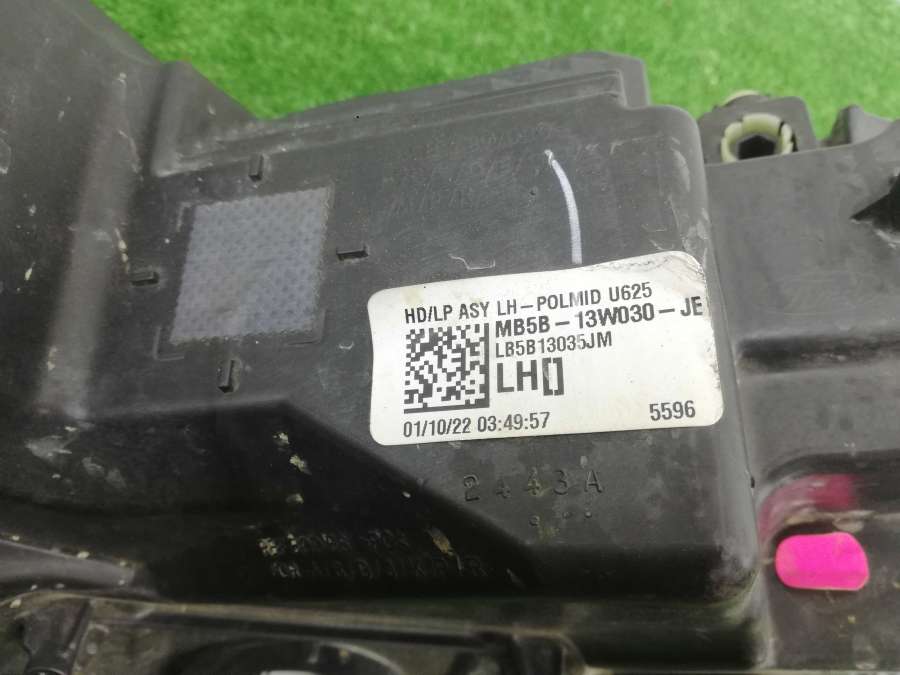 HD/LP ASY LH-POLMID U625
MB5B-13W030-JE
LB5B13035JM
LH[]
01/10/22 03:49:57 5596
2443A